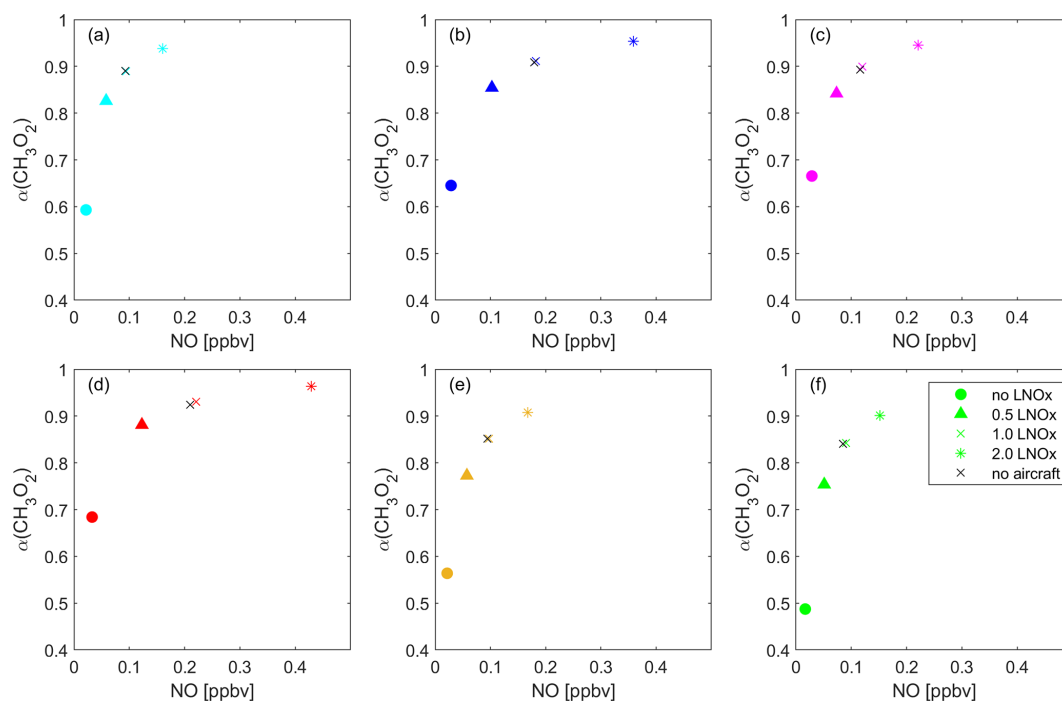 (a)
1
0.9
0.8
0.7
0.6
0.5
0.4
α(CH₃O₂)
0 0.1 0.2 0.3 0.4
NO [ppbv]
(b)
1
0.9
0.8
0.7
0.6
0.5
0.4
α(CH₃O₂)
0 0.1 0.2 0.3 0.4
NO [ppbv]
(c)
1
0.9
0.8
0.7
0.6
0.5
0.4
α(CH₃O₂)
0 0.1 0.2 0.3 0.4
NO [ppbv]
(d)
1
0.9
0.8
0.7
0.6
0.5
0.4
α(CH₃O₂)
0 0.1 0.2 0.3 0.4
NO [ppbv]
(e)
1
0.9
0.8
0.7
0.6
0.5
0.4
α(CH₃O₂)
0 0.1 0.2 0.3 0.4
NO [ppbv]
(f)
1
0.9
0.8
0.7
0.6
0.5
0.4
α(CH₃O₂)
0 0.1 0.2 0.3 0.4
NO [ppbv]
no LNOx
0.5 LNOx
1.0 LNOx
2.0 LNOx
no aircraft